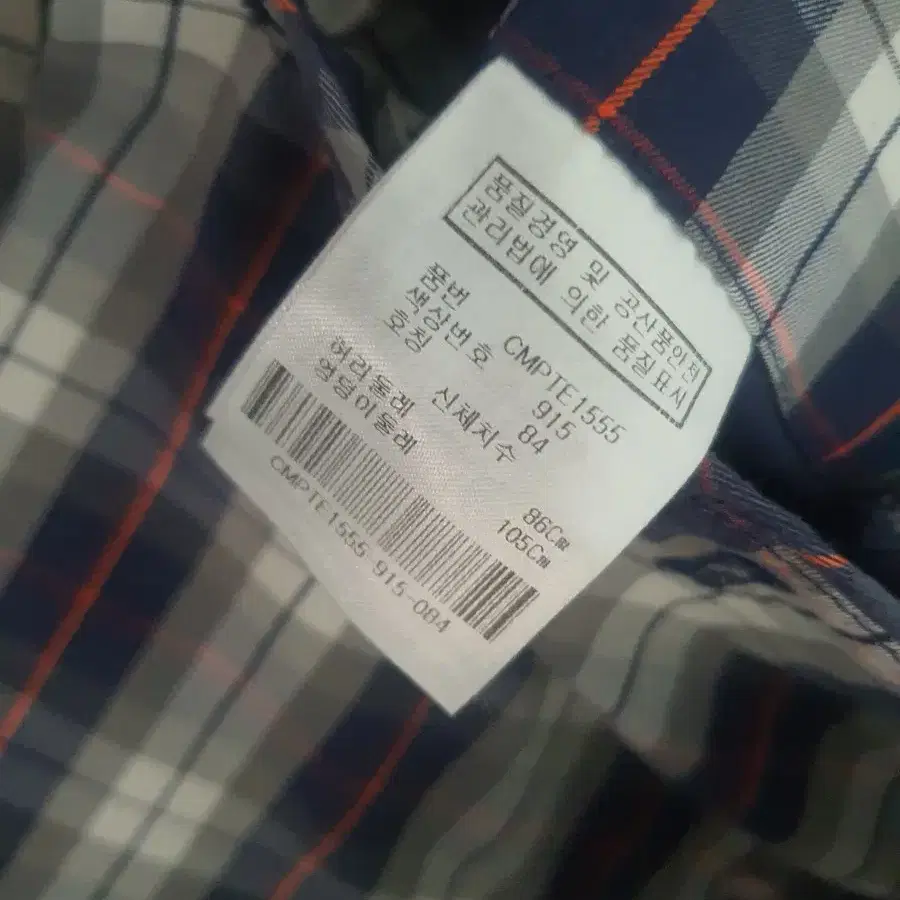 품질경영 및 공산품안전
관리법에 의한 품질표시
품번 CMPTE1555
색상번호 915
호칭 84
신체치수
허리둘레 86Cm
엉덩이둘레 105Cm
CMPTE1555-915-084